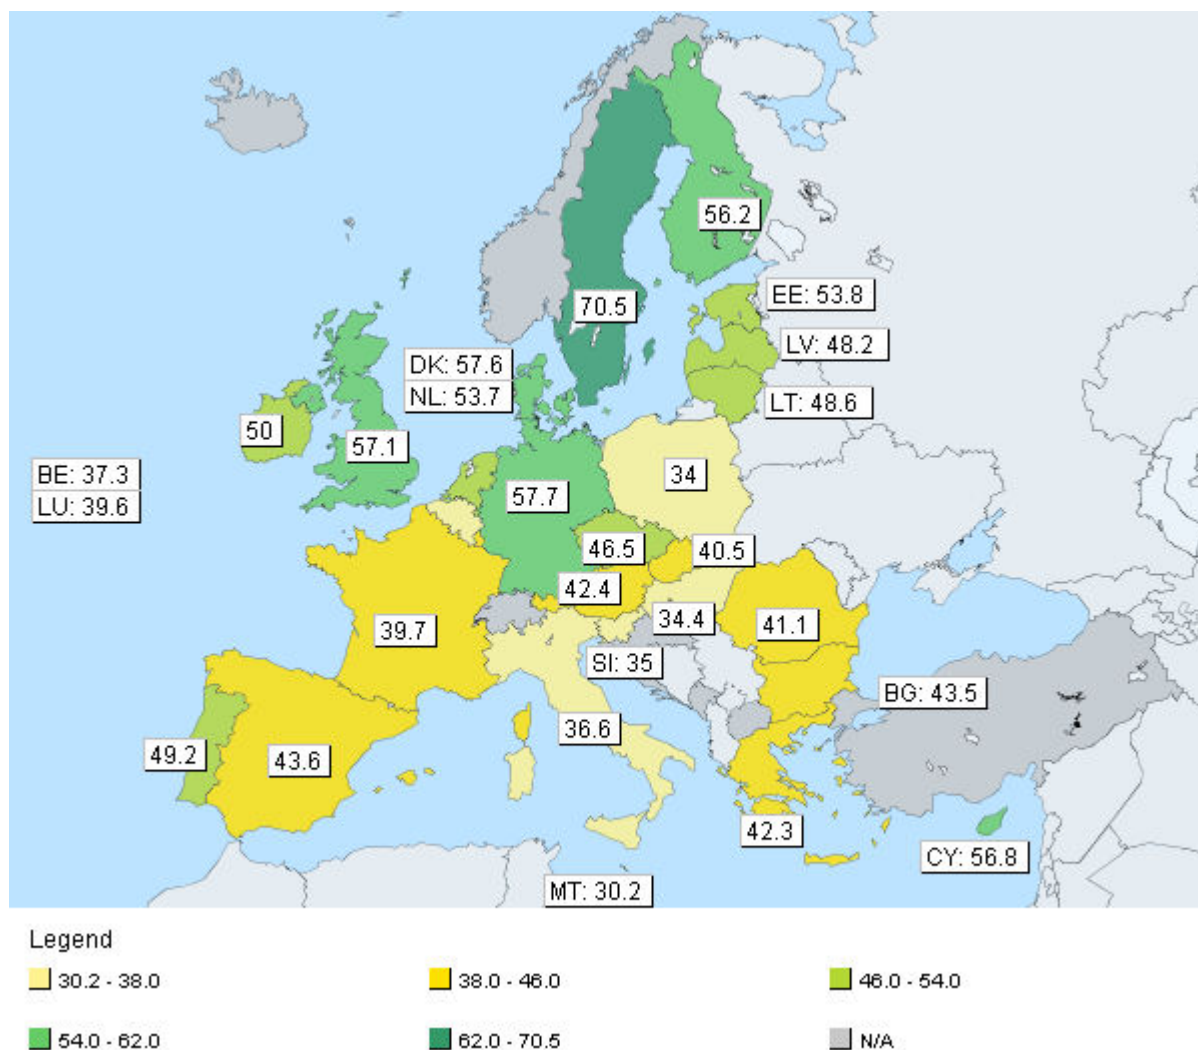 56.2
70.5
EE: 53.8
LV: 48.2
LT: 48.6
DK: 57.6
NL: 53.7
50
57.1
BE: 37.3
LU: 39.6
57.7
34
46.5
40.5
42.4
34.4
39.7
41.1
SI: 35
BG: 43.5
36.6
49.2
43.6
42.3
CY: 56.8
MT: 30.2
Legend
30.2 - 38.0
38.0 - 46.0
46.0 - 54.0
54.0 - 62.0
62.0 - 70.5
N/A